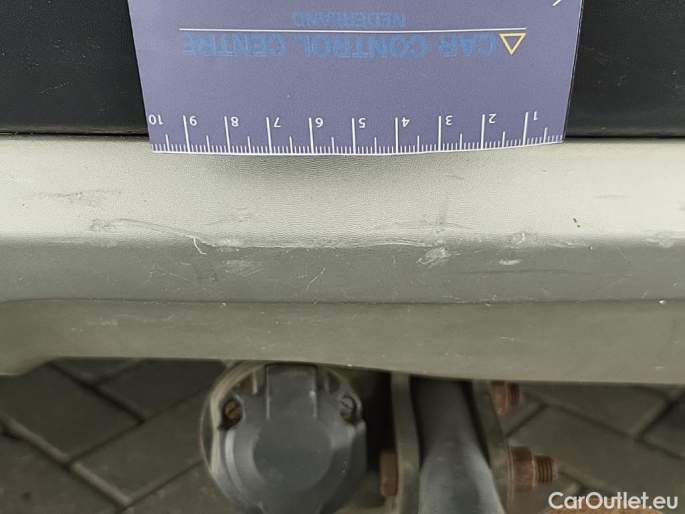 CAR CONTROL CENTRE
NEDERLAND
1 2 3 4 5 6 7 8 9 10
CarOutlet.eu